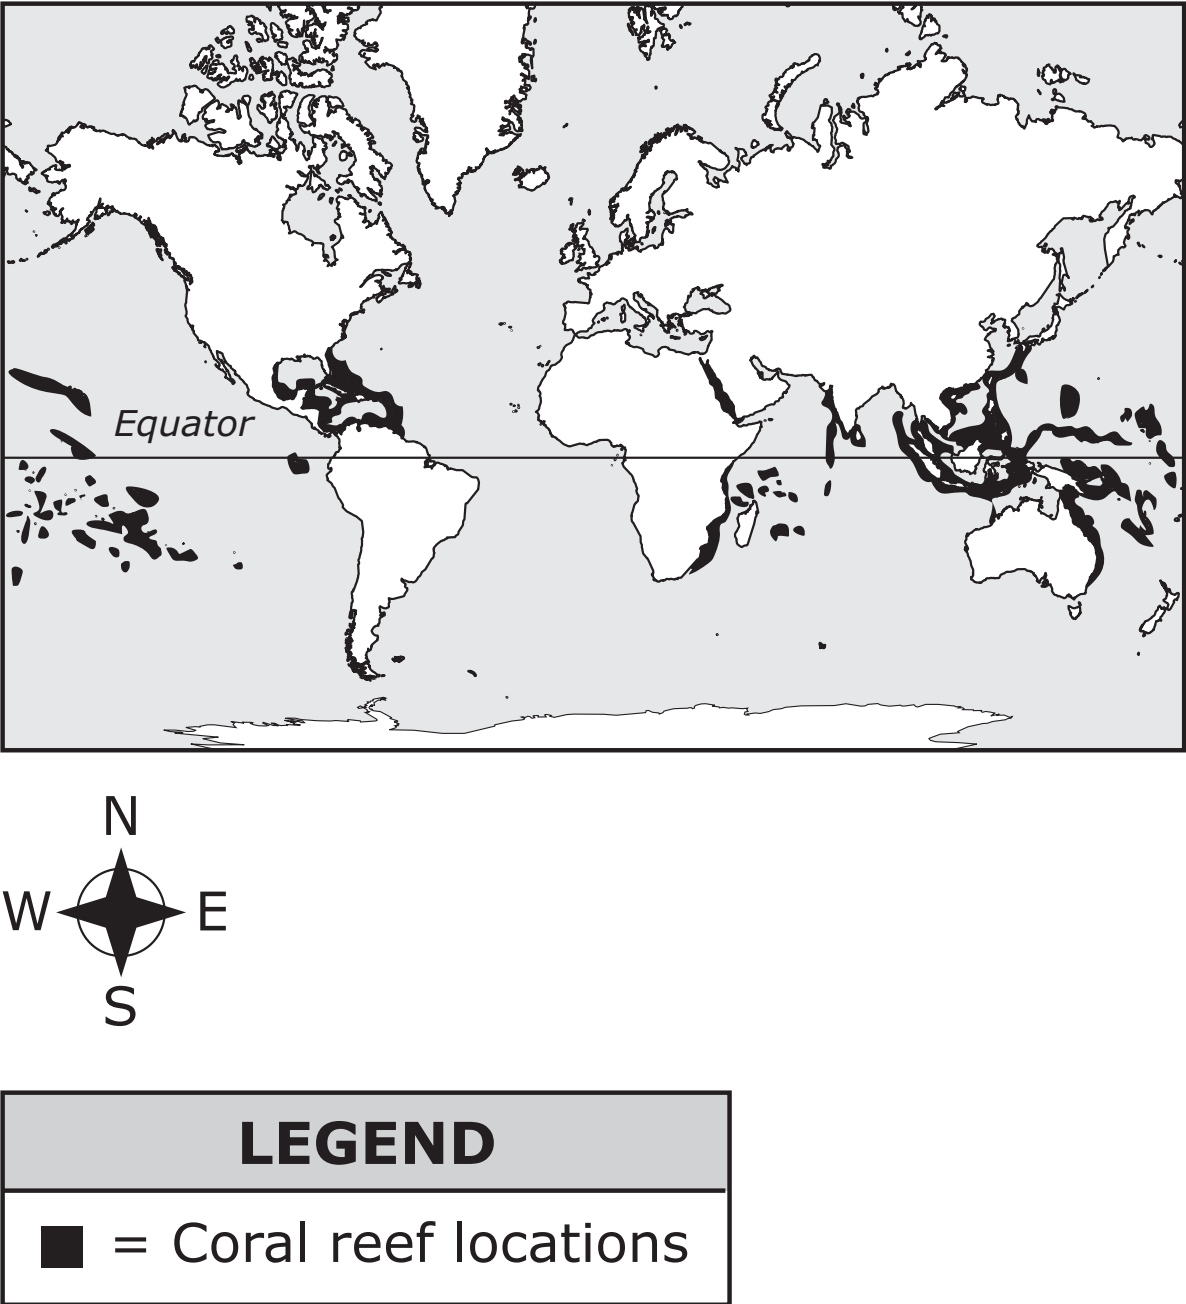 Equator
N
W E
S
LEGEND
= Coral reef locations